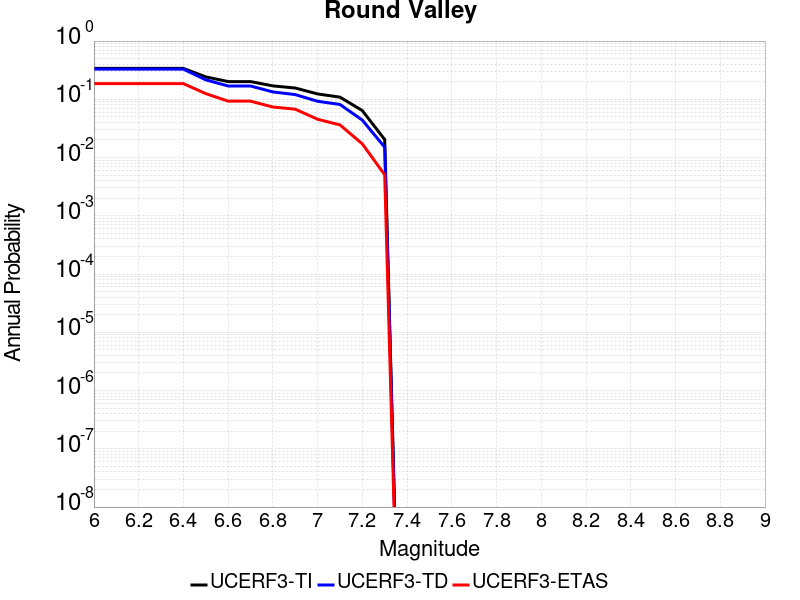 Round Valley
Annual Probability
10^0
10^-1
10^-2
10^-3
10^-4
10^-5
10^-6
10^-7
10^-8
6 6.2 6.4 6.6 6.8 7 7.2 7.4 7.6 7.8 8 8.2 8.4 8.6 8.8 9
Magnitude
UCERF3-TI UCERF3-TD UCERF3-ETAS